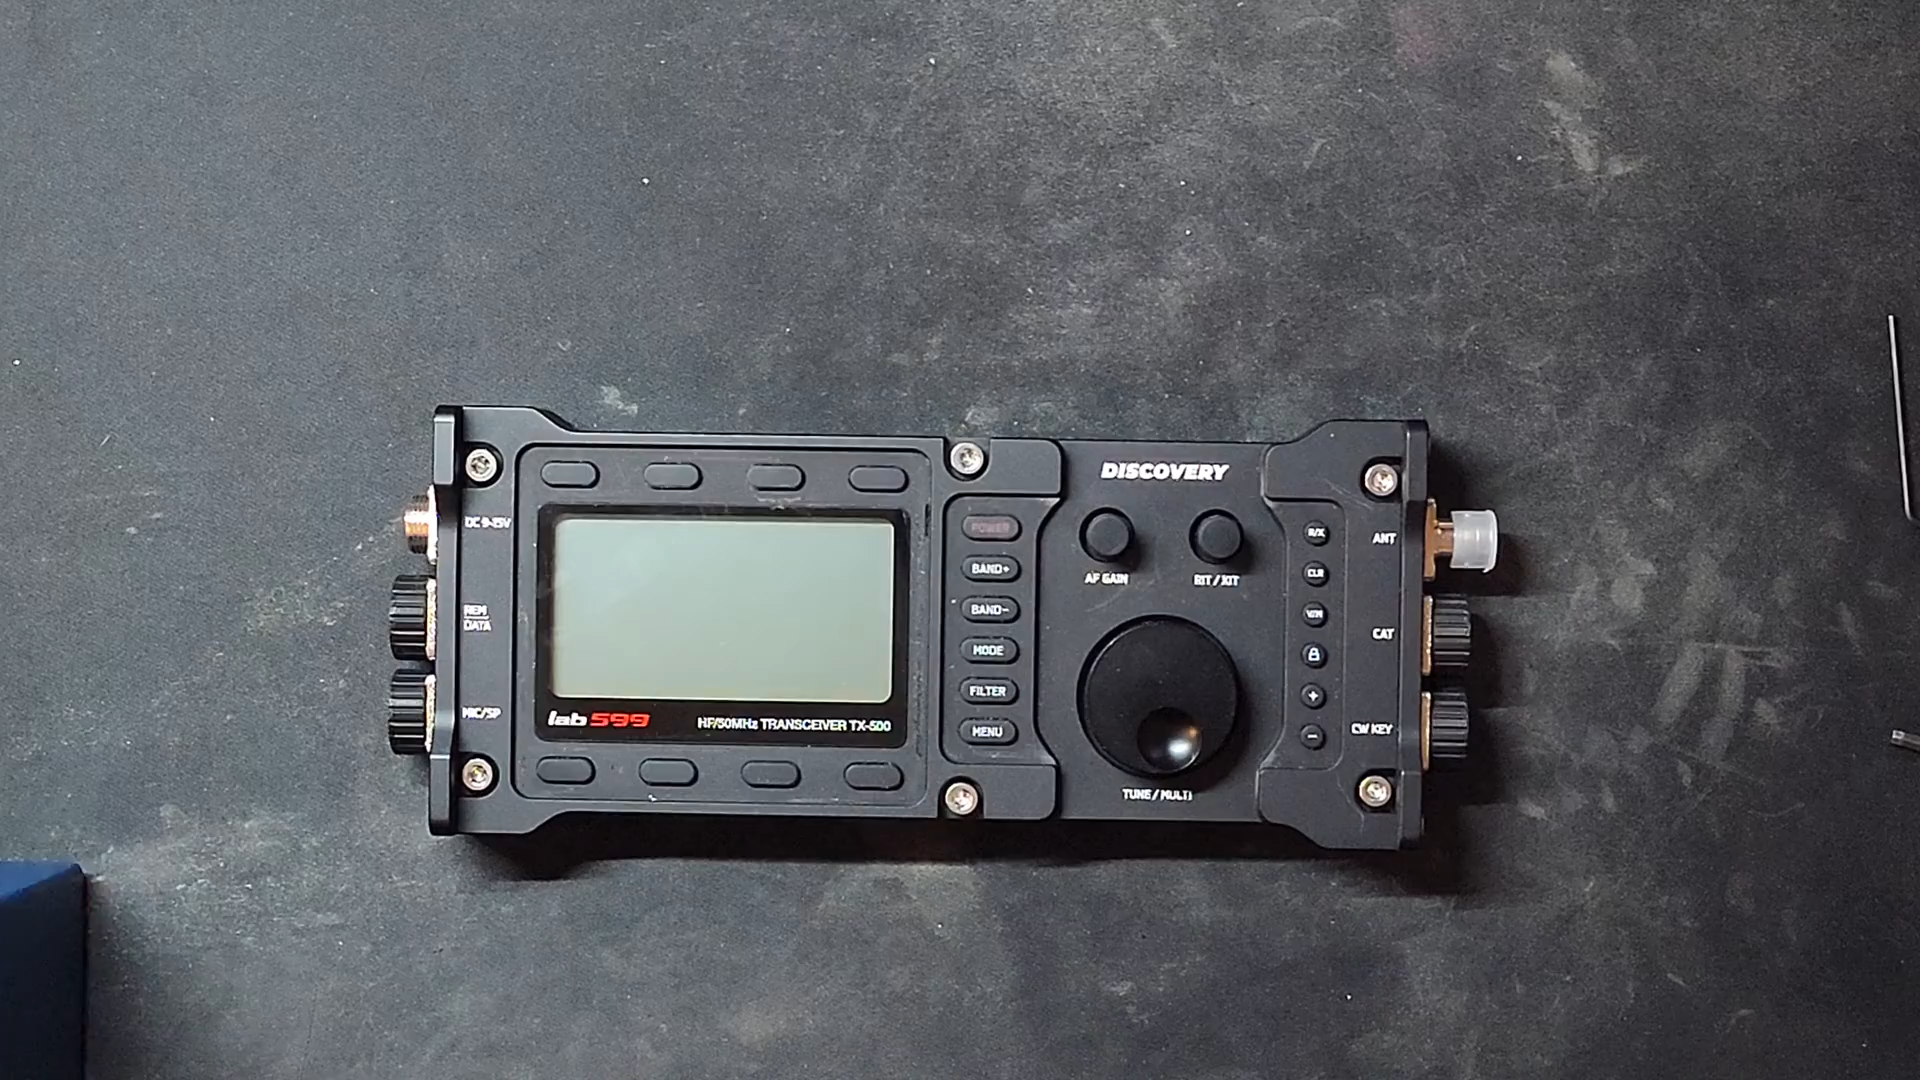 DISCOVERY
DC 9-15V
REM
DATA
MIC/SP
lab599
HF/50MHz TRANSCEIVER TX-500
POWER
BAND+
BAND-
MODE
FILTER
MENU
AF GAIN
RIT / XIT
TUNE / MULTI
R/X
CLR
V/M
+
-
ANT
CAT
CW KEY